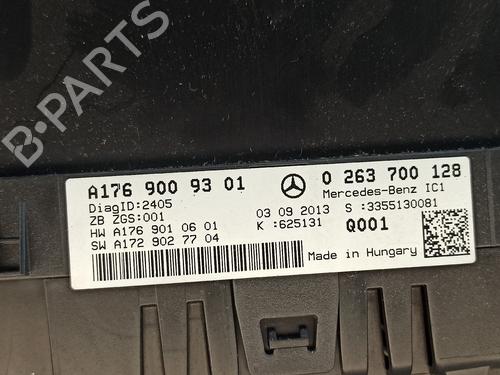 A176 900 93 01
0 263 700 128
DiagID:2405
Mercedes-Benz IC1
ZB ZGS:001
03 09 2013
S :3355130081
HW A176 901 06 01
K :625131
Q001
SW A172 902 77 04
Made in Hungary
B-PARTS